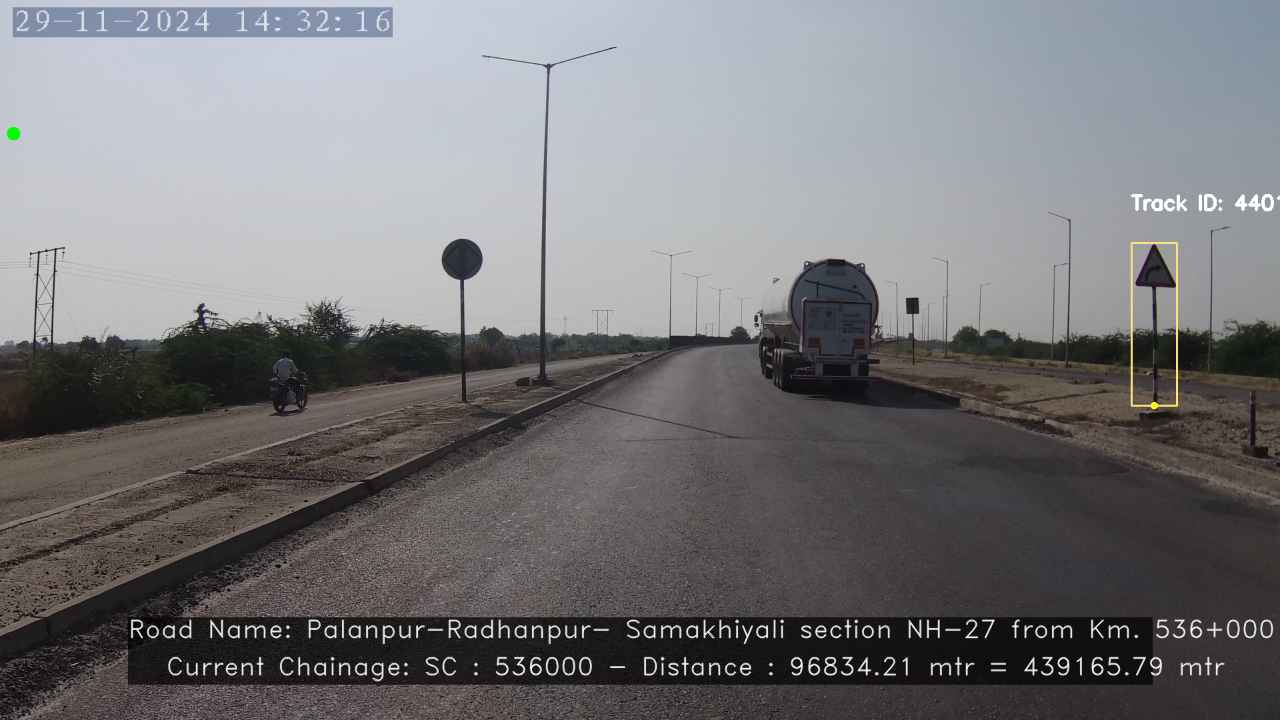 29-11-2024 14:32:16
Track ID: 440
Road Name: Palanpur-Radhanpur- Samakhiyali section NH-27 from Km. 536+000
Current Chainage: SC : 536000 - Distance : 96834.21 mtr = 439165.79 mtr